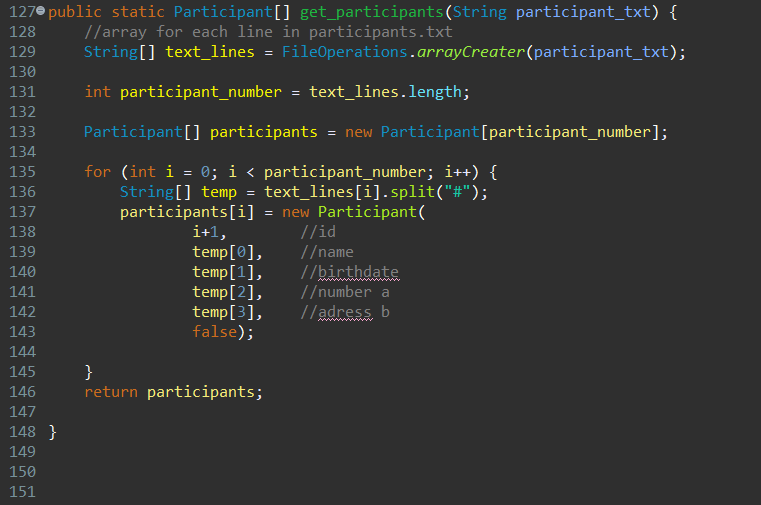 127 public static Participant[] get_participants(String participant_txt) {
128     //array for each line in participants.txt
129     String[] text_lines = FileOperations.arrayCreater(participant_txt);
130
131     int participant_number = text_lines.length;
132
133     Participant[] participants = new Participant[participant_number];
134
135     for (int i = 0; i < participant_number; i++) {
136         String[] temp = text_lines[i].split("#");
137         participants[i] = new Participant(
138                 i+1,        //id
139                 temp[0],    //name
140                 temp[1],    //birthdate
141                 temp[2],    //number a
142                 temp[3],    //adress b
143                 false);
144
145     }
146     return participants;
147
148 }
149
150
151